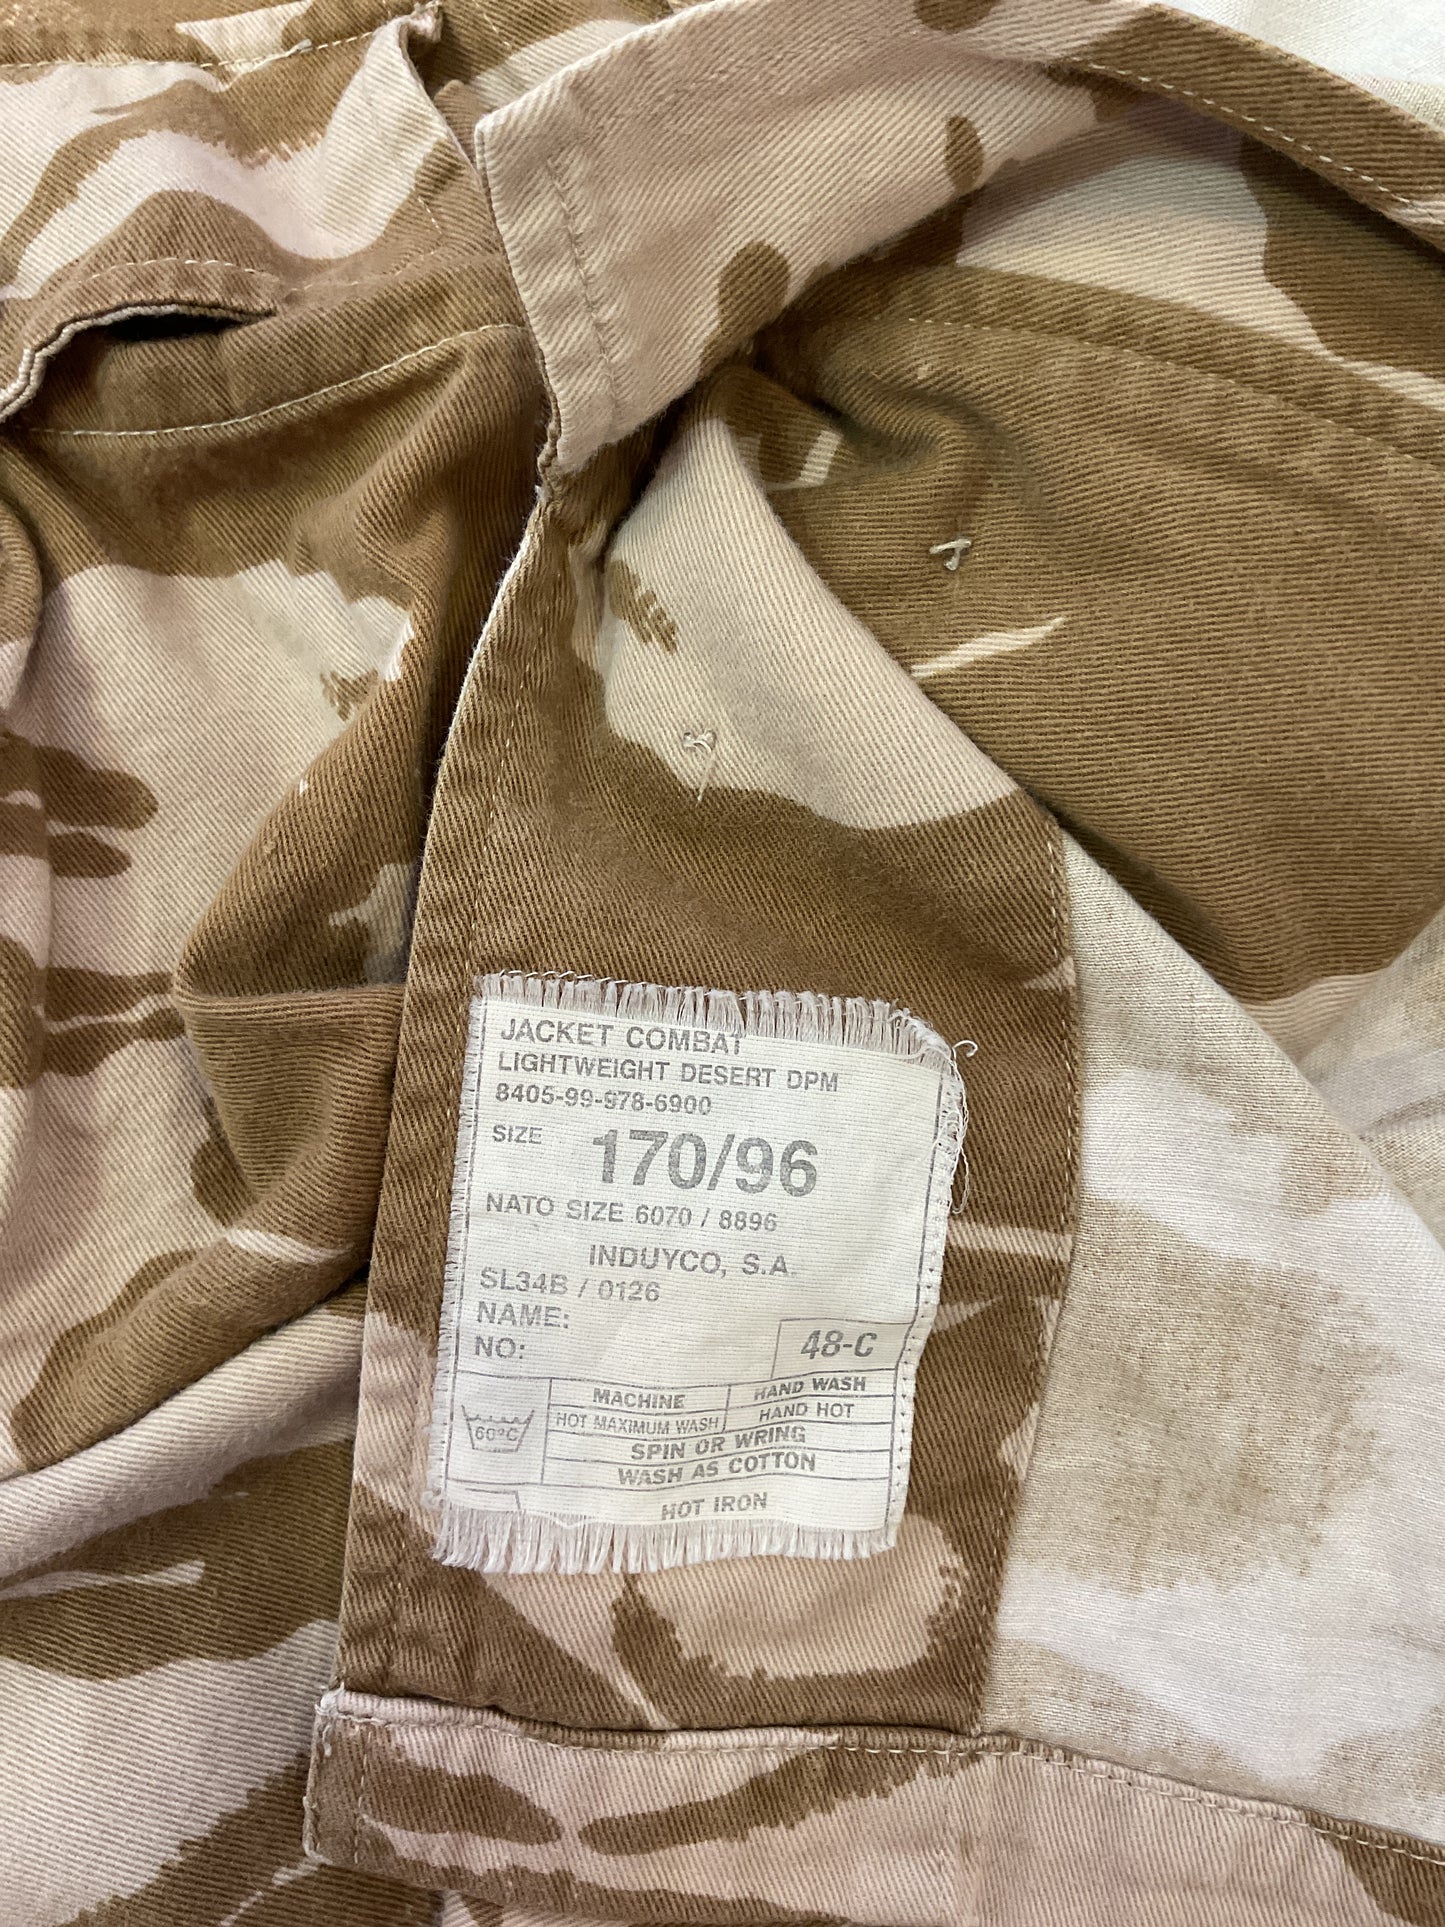 JACKET COMBAT
LIGHTWEIGHT DESERT DPM
8405-99-978-6900
SIZE 170/96
NATO SIZE 6070 / 8896
INDUYCO, S.A.
SL34B / 0126
NAME:
NO:
48-C
60°C
MACHINE HAND WASH
HOT MAXIMUM WASH HAND HOT
SPIN OR WRING
WASH AS COTTON
HOT IRON